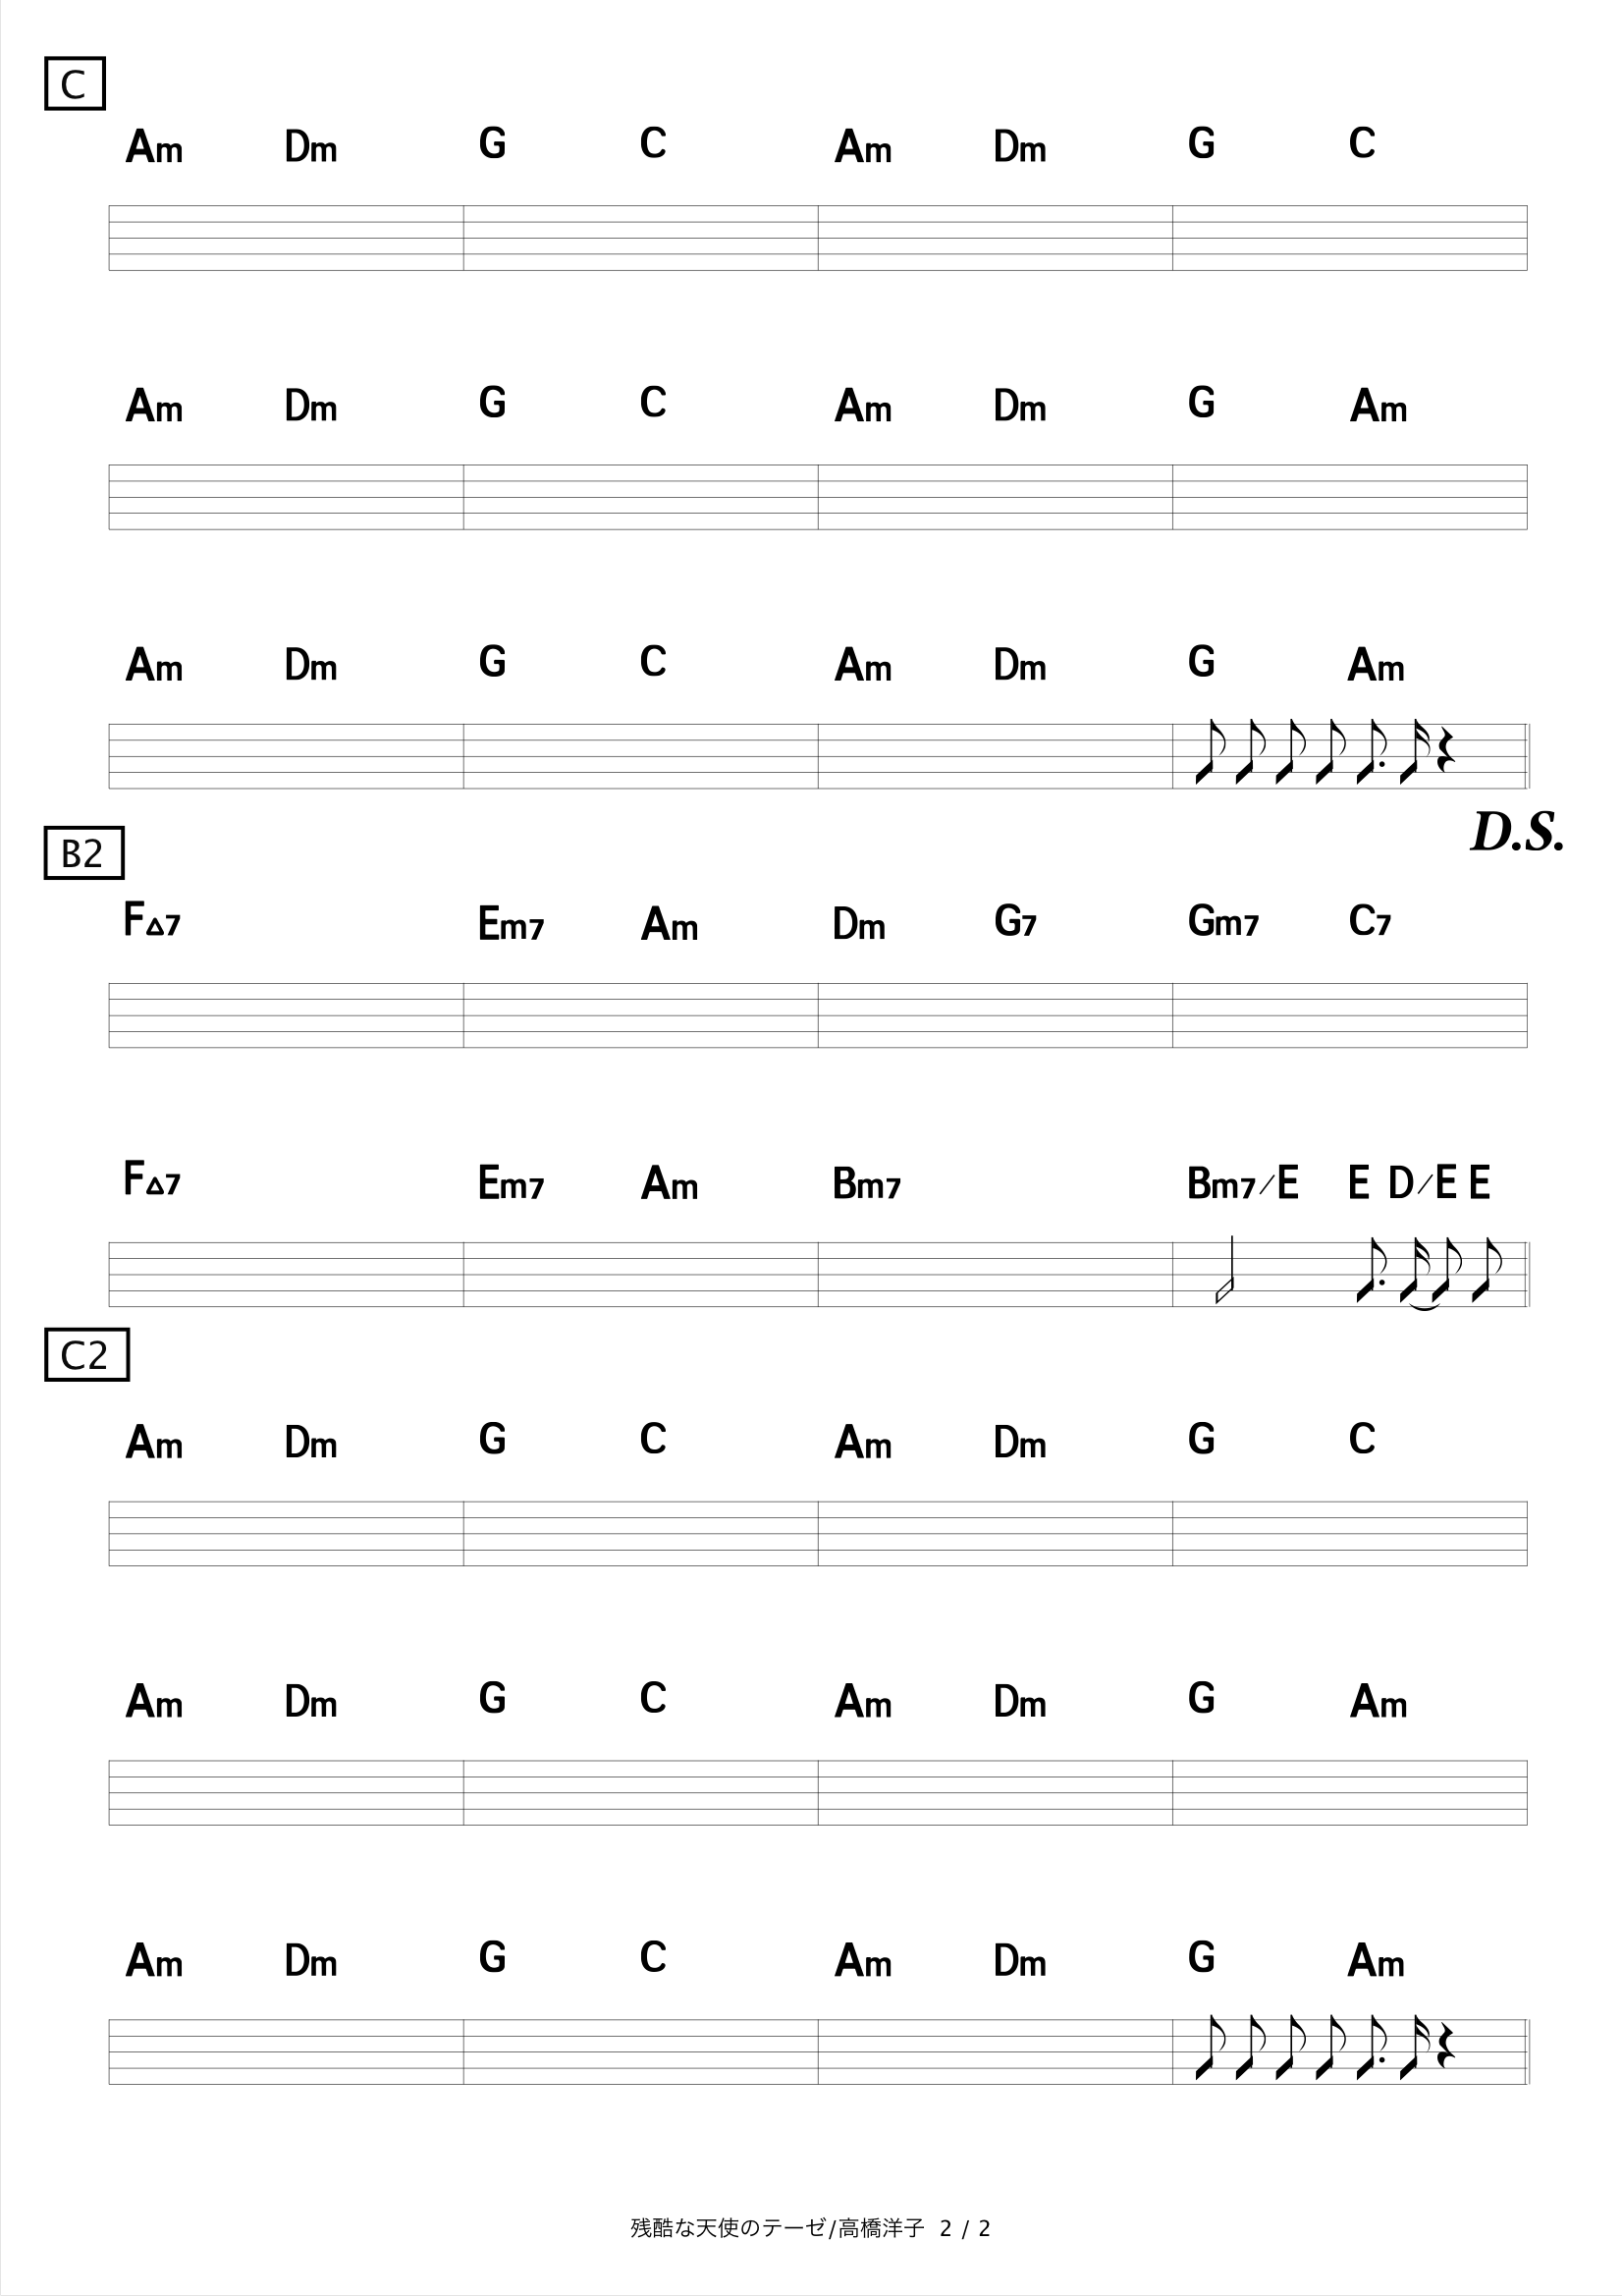 C
Am Dm G C Am Dm G C
Am Dm G C Am Dm G Am
Am Dm G C Am Dm G Am
D.S.
B2
F△7 Em7 Am Dm G7 Gm7 C7
F△7 Em7 Am Bm7 Bm7/E E D/E E
C2
Am Dm G C Am Dm G C
Am Dm G C Am Dm G Am
Am Dm G C Am Dm G Am
残酷な天使のテーゼ/高橋洋子 2 / 2